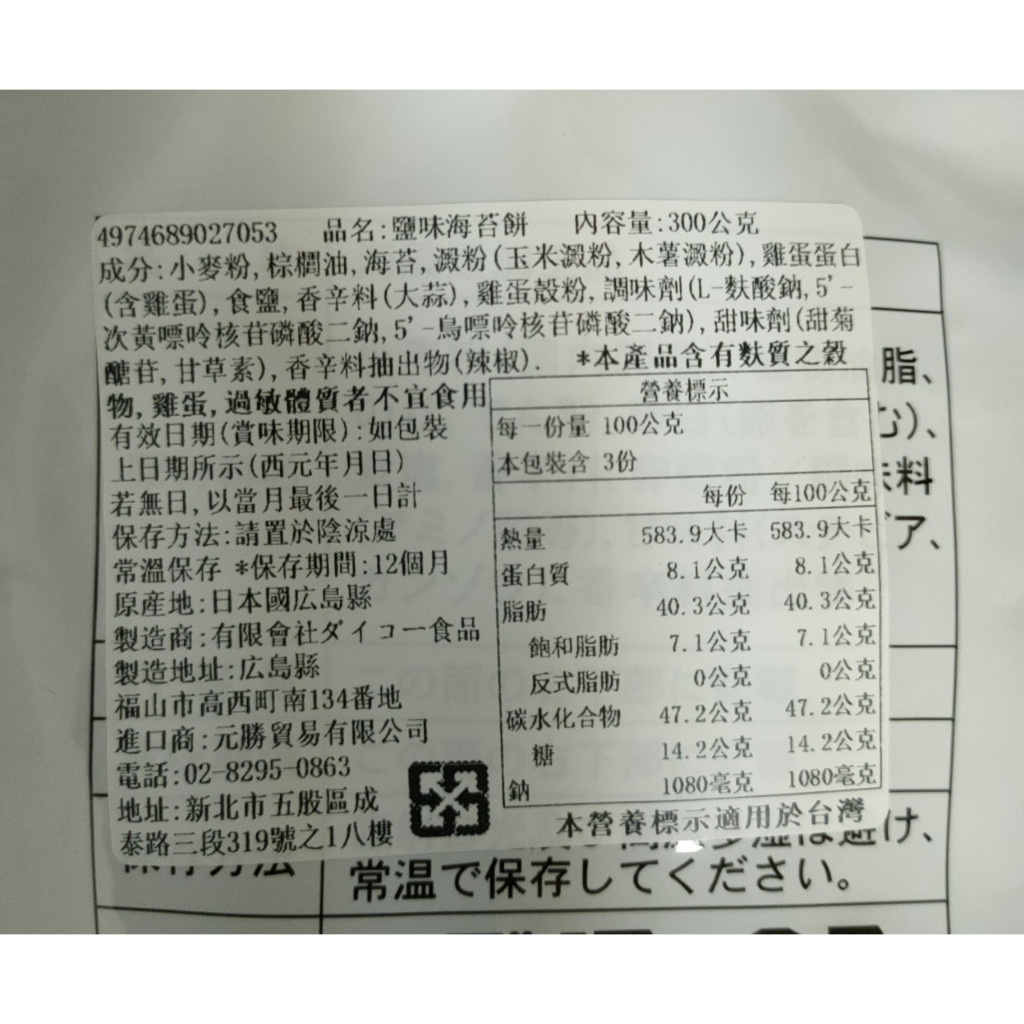 4974689027053 品名:鹽味海苔餅 內容量:300公克
成分:小麥粉,棕櫚油,海苔,澱粉(玉米澱粉,木薯澱粉),雞蛋蛋白
(含雞蛋),食鹽,香辛料(大蒜),雞蛋殼粉,調味劑(L-麩酸鈉,5'-
次黃嘌呤核苷磷酸二鈉,5'-鳥嘌呤核苷磷酸二鈉),甜味劑(甜菊
醣苷,甘草素),香辛料抽出物(辣椒). *本產品含有麩質之穀
物,雞蛋,過敏體質者不宜食用
有效日期(賞味期限):如包裝
上日期所示(西元年月日)
若無日,以當月最後一日計
保存方法:請置於陰涼處
常溫保存 *保存期間:12個月
原產地:日本國広島縣
製造商:有限會社ダイコー食品
製造地址:広島縣
福山市高西町南134番地
進口商:元勝貿易有限公司
電話:02-8295-0863
地址:新北市五股區成
泰路三段319號之1八樓
營養標示
每一份量 100公克
本包裝含 3份
每份 每100公克
熱量 583.9大卡 583.9大卡
蛋白質 8.1公克 8.1公克
脂肪 40.3公克 40.3公克
飽和脂肪 7.1公克 7.1公克
反式脂肪 0公克 0公克
碳水化合物 47.2公克 47.2公克
糖 14.2公克 14.2公克
鈉 1080毫克 1080毫克
本營養標示適用於台灣
脂、
む)、
味料
ア、
保存方法
避け、
常温で保存してください。